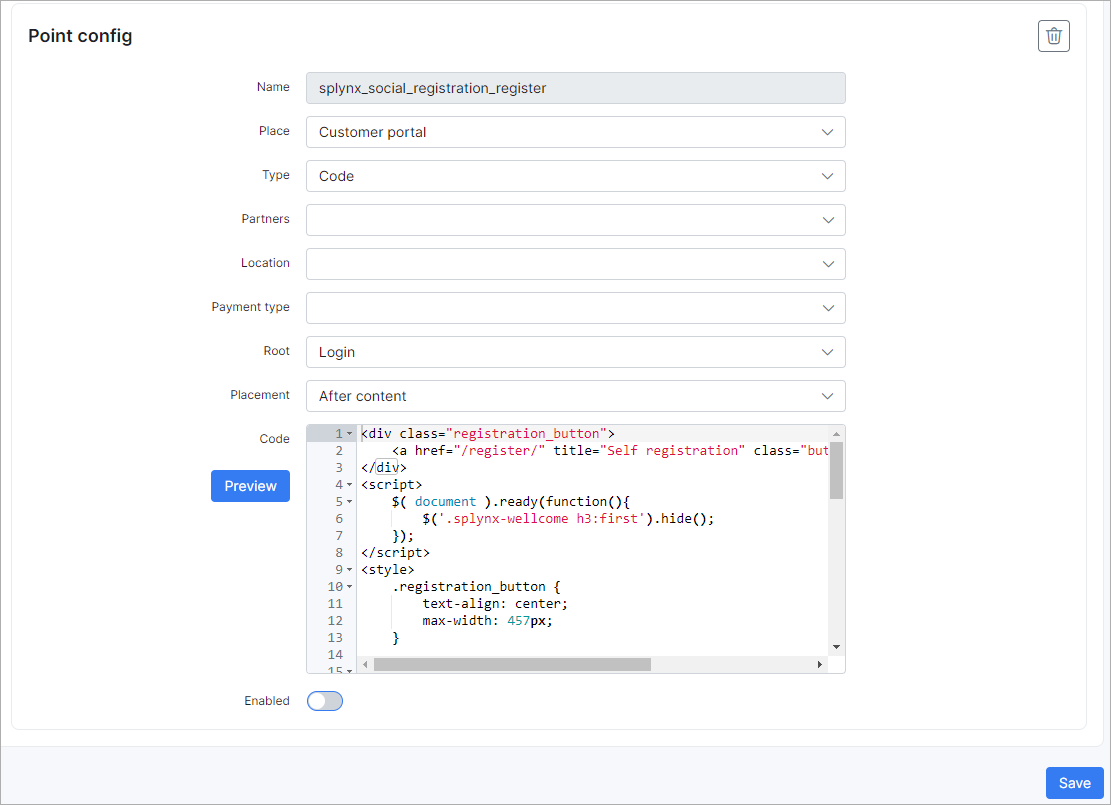 Point config
Name
splynx_social_registration_register
Place
Customer portal
Type
Code
Partners
Location
Payment type
Root
Login
Placement
After content
Code
Preview
1 <div class="registration_button">
2 <a href="/register/" title="Self registration" class="but
3 </div>
4 <script>
5 $( document ).ready(function(){
6 $('.splynx-wellcome h3:first').hide();
7 });
8 </script>
9 <style>
10 .registration_button {
11 text-align: center;
12 max-width: 457px;
13 }
14
15
Enabled
Save